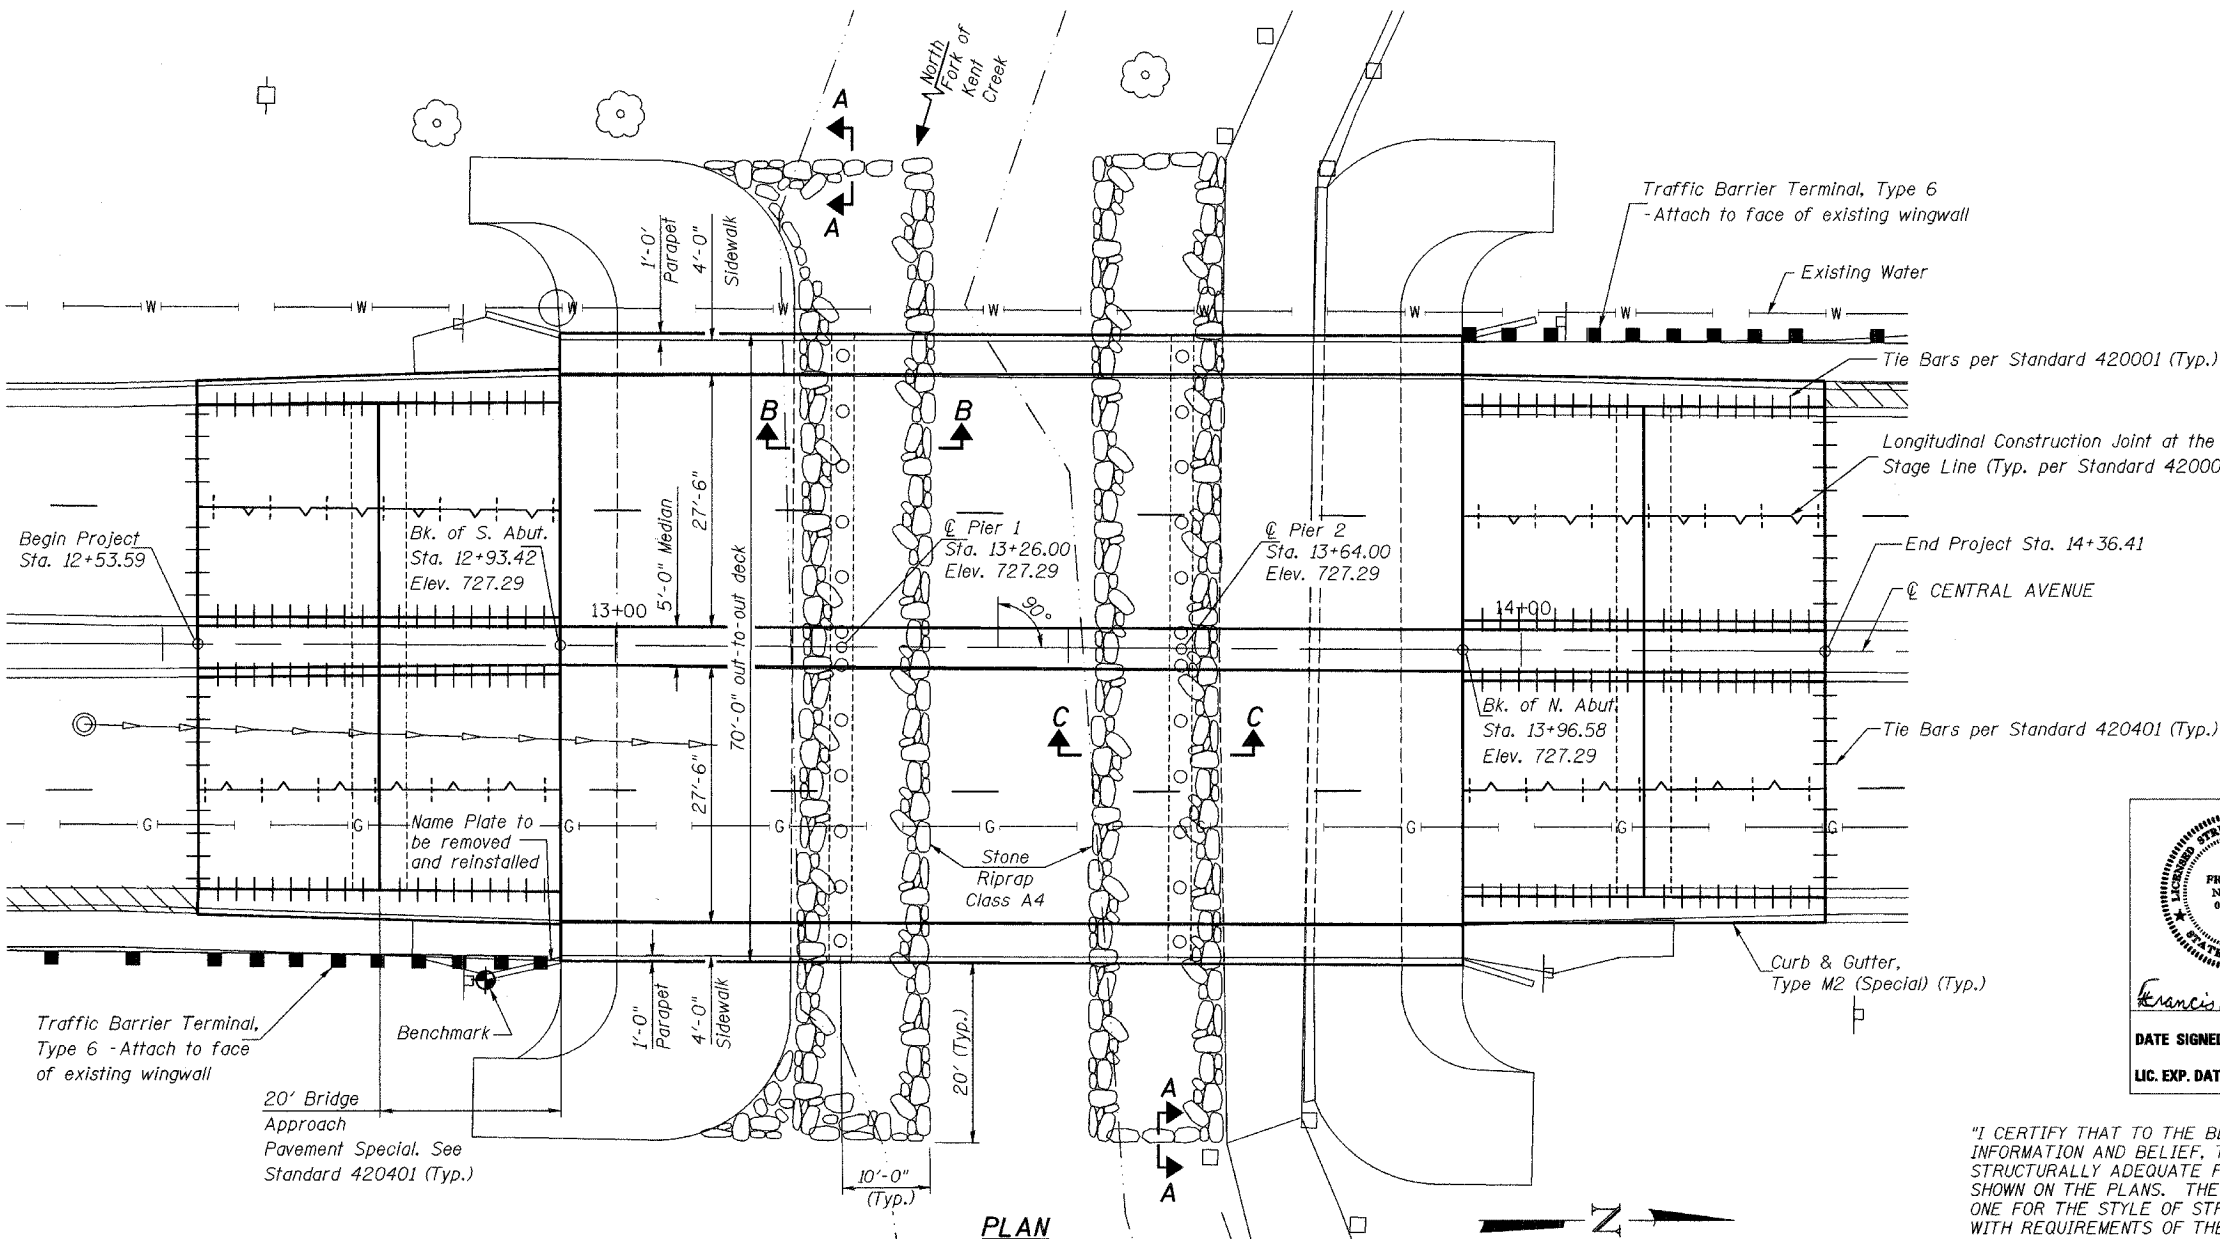 North
Fork of
Kent
Creek
A
A
1'-0'
Parapet
4'-0"
Sidewalk
Traffic Barrier Terminal, Type 6
-Attach to face of existing wingwall
Existing Water
W
W
W
W
W
W
W
W
W
Tie Bars per Standard 420001 (Typ.)
B
B
Longitudinal Construction Joint at the
Stage Line (Typ. per Standard 42000
27'-6"
5'-0" Median
Begin Project
Sta. 12+53.59
Bk. of S. Abut.
Sta. 12+93.42
Elev. 727.29
℄ Pier 1
Sta. 13+26.00
Elev. 727.29
℄ Pier 2
Sta. 13+64.00
Elev. 727.29
End Project Sta. 14+36.41
℄ CENTRAL AVENUE
13+00
90°
14+00
70'-0" out-to-out deck
C
C
Bk. of N. Abut.
Sta. 13+96.58
Elev. 727.29
Tie Bars per Standard 420401 (Typ.)
27'-6"
G
G
G
G
G
G
G
G
Name Plate to
be removed
and reinstalled
Stone
Riprap
Class A4
LICENSED STR
STATE
Francis
DATE SIGNED
LIC. EXP. DAT
Curb & Gutter,
Type M2 (Special) (Typ.)
Traffic Barrier Terminal,
Type 6 -Attach to face
of existing wingwall
Benchmark
1'-0"
Parapet
4'-0"
Sidewalk
20' (Typ.)
20' Bridge
Approach
Pavement Special. See
Standard 420401 (Typ.)
A
A
10'-0"
(Typ.)
PLAN
N
"I CERTIFY THAT TO THE BE
INFORMATION AND BELIEF, T
STRUCTURALLY ADEQUATE F
SHOWN ON THE PLANS. THE
ONE FOR THE STYLE OF STR
WITH REQUIREMENTS OF THE